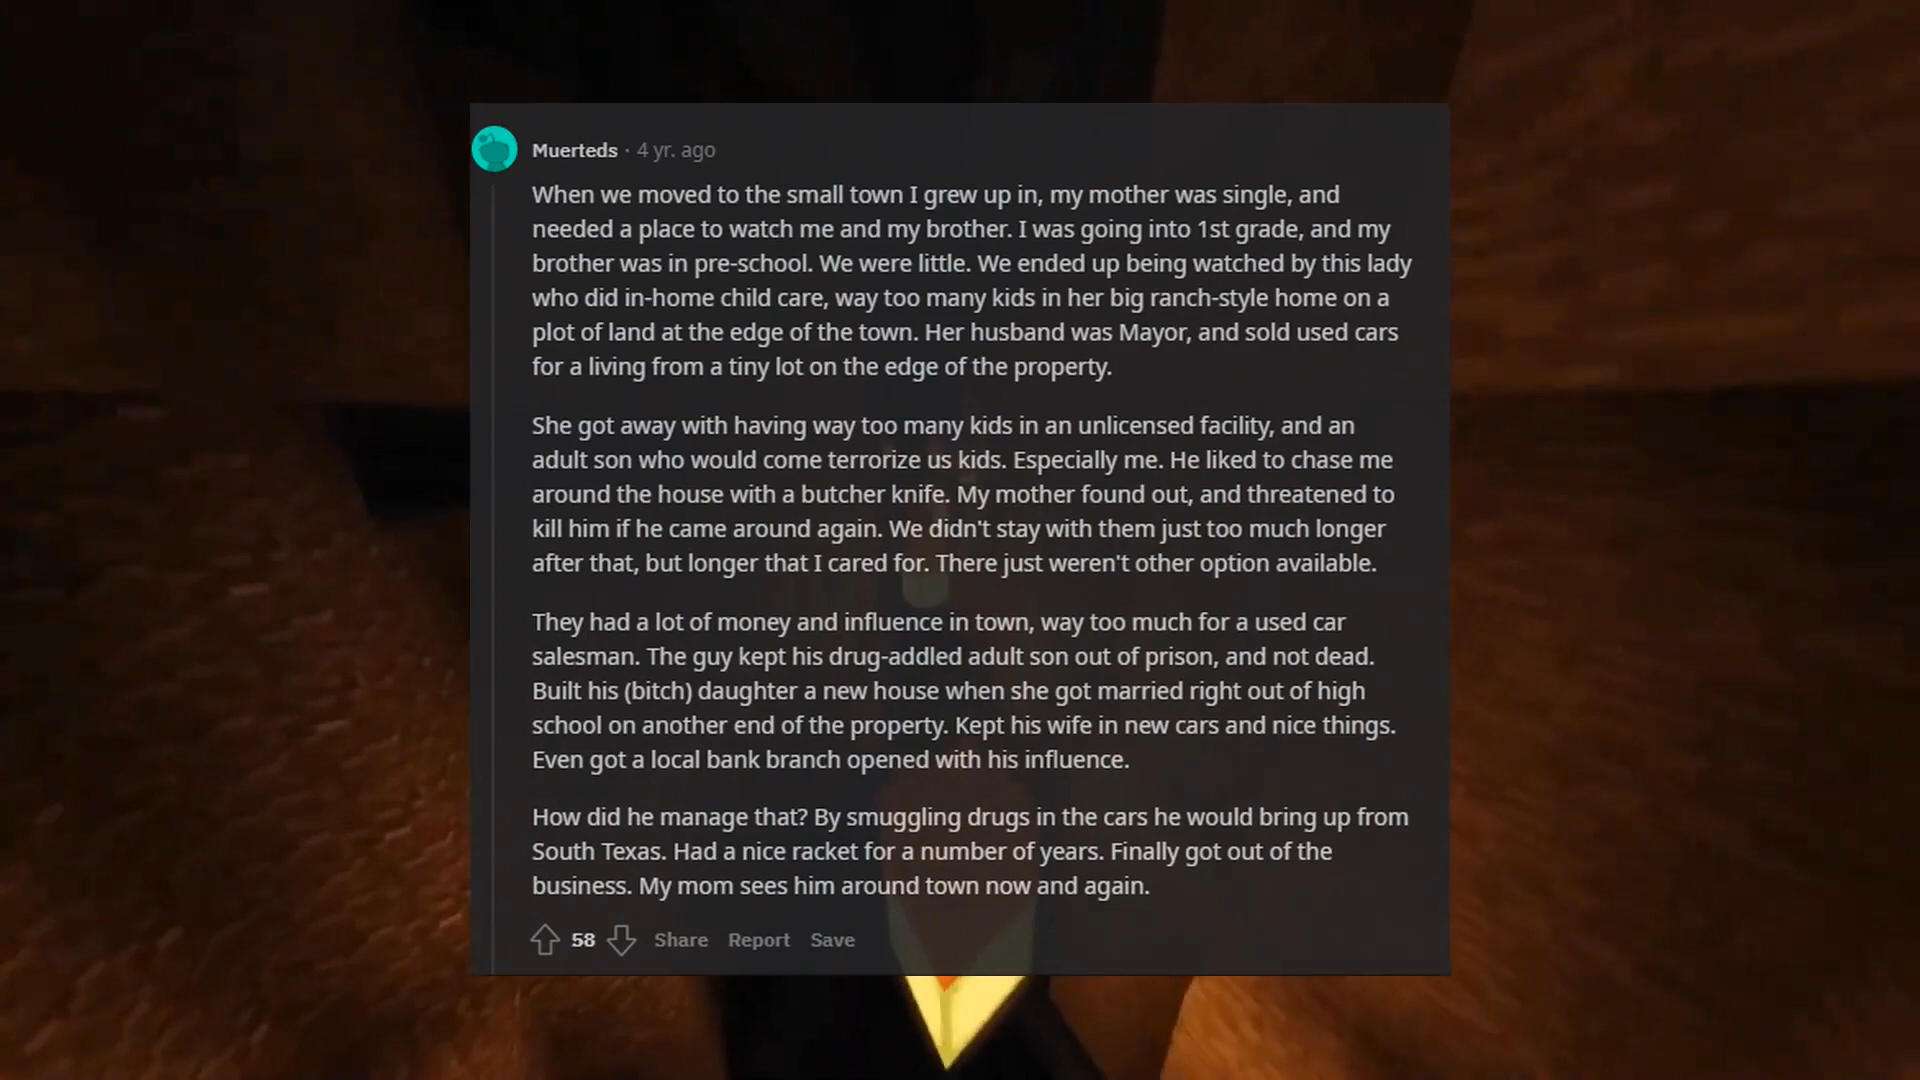 Muerteds · 4 yr. ago
When we moved to the small town I grew up in, my mother was single, and
needed a place to watch me and my brother. I was going into 1st grade, and my
brother was in pre-school. We were little. We ended up being watched by this lady
who did in-home child care, way too many kids in her big ranch-style home on a
plot of land at the edge of the town. Her husband was Mayor, and sold used cars
for a living from a tiny lot on the edge of the property.
She got away with having way too many kids in an unlicensed facility, and an
adult son who would come terrorize us kids. Especially me. He liked to chase me
around the house with a butcher knife. My mother found out, and threatened to
kill him if he came around again. We didn't stay with them just too much longer
after that, but longer that I cared for. There just weren't other option available.
They had a lot of money and influence in town, way too much for a used car
salesman. The guy kept his drug-addled adult son out of prison, and not dead.
Built his (bitch) daughter a new house when she got married right out of high
school on another end of the property. Kept his wife in new cars and nice things.
Even got a local bank branch opened with his influence.
How did he manage that? By smuggling drugs in the cars he would bring up from
South Texas. Had a nice racket for a number of years. Finally got out of the
business. My mom sees him around town now and again.
58 Share Report Save